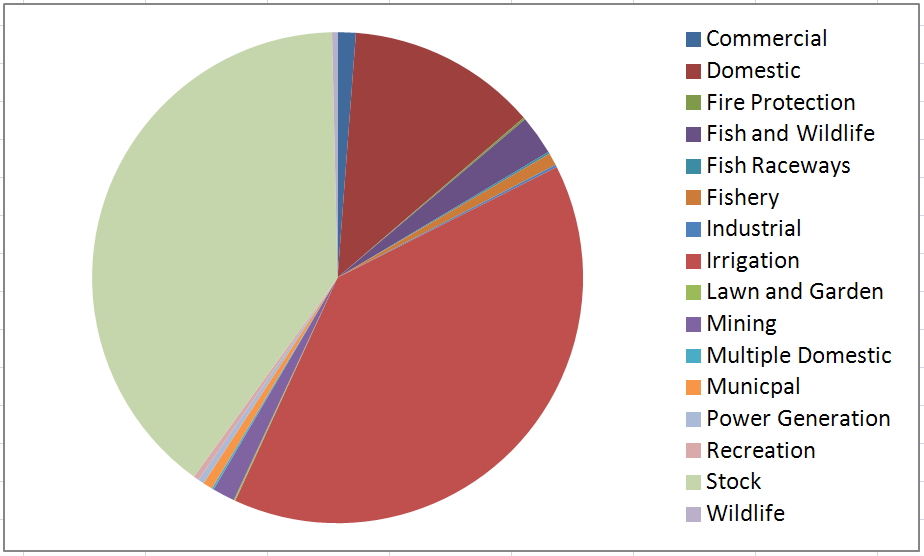 Commercial
Domestic
Fire Protection
Fish and Wildlife
Fish Raceways
Fishery
Industrial
Irrigation
Lawn and Garden
Mining
Multiple Domestic
Municpal
Power Generation
Recreation
Stock
Wildlife